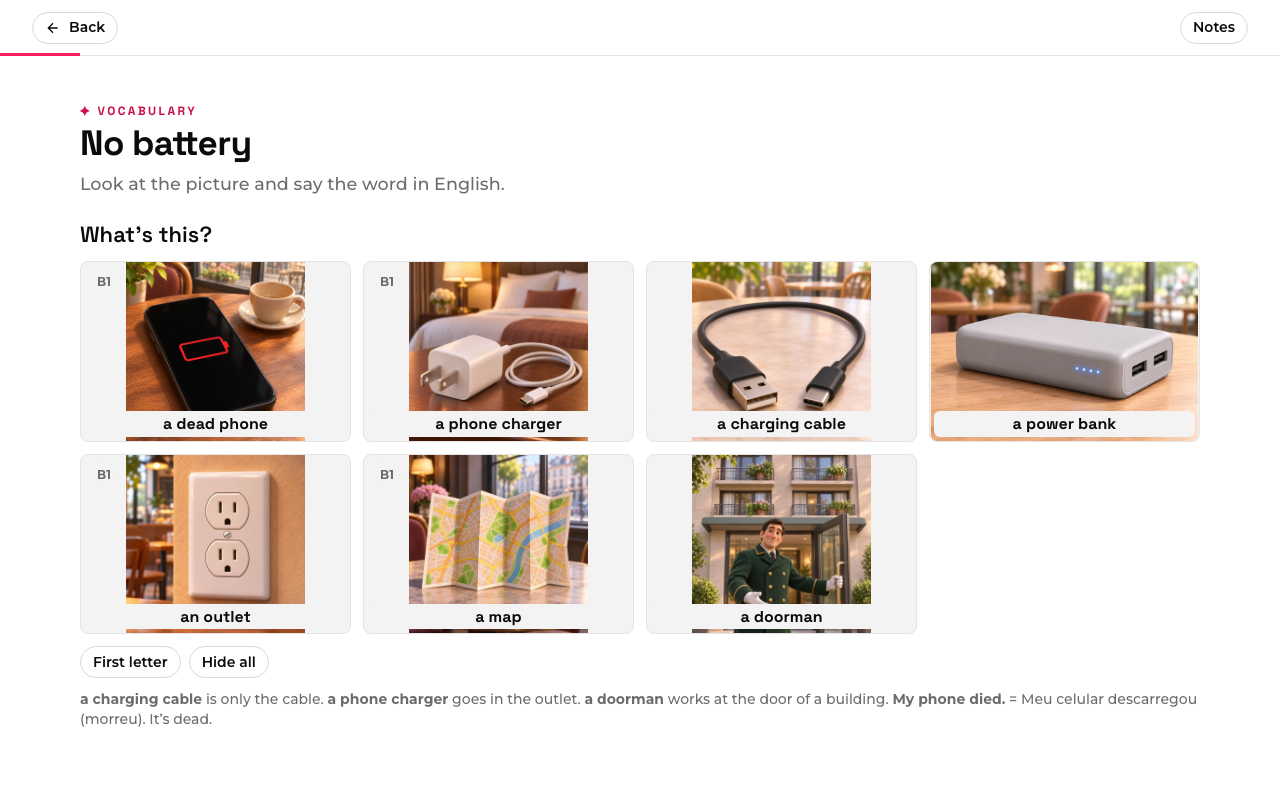 Back
Notes
VOCABULARY
No battery
Look at the picture and say the word in English.
What's this?
B1
a dead phone
B1
a phone charger
a charging cable
a power bank
B1
an outlet
B1
a map
a doorman
First letter
Hide all
a charging cable is only the cable. a phone charger goes in the outlet. a doorman works at the door of a building. My phone died. = Meu celular descarregou
(morreu). It's dead.